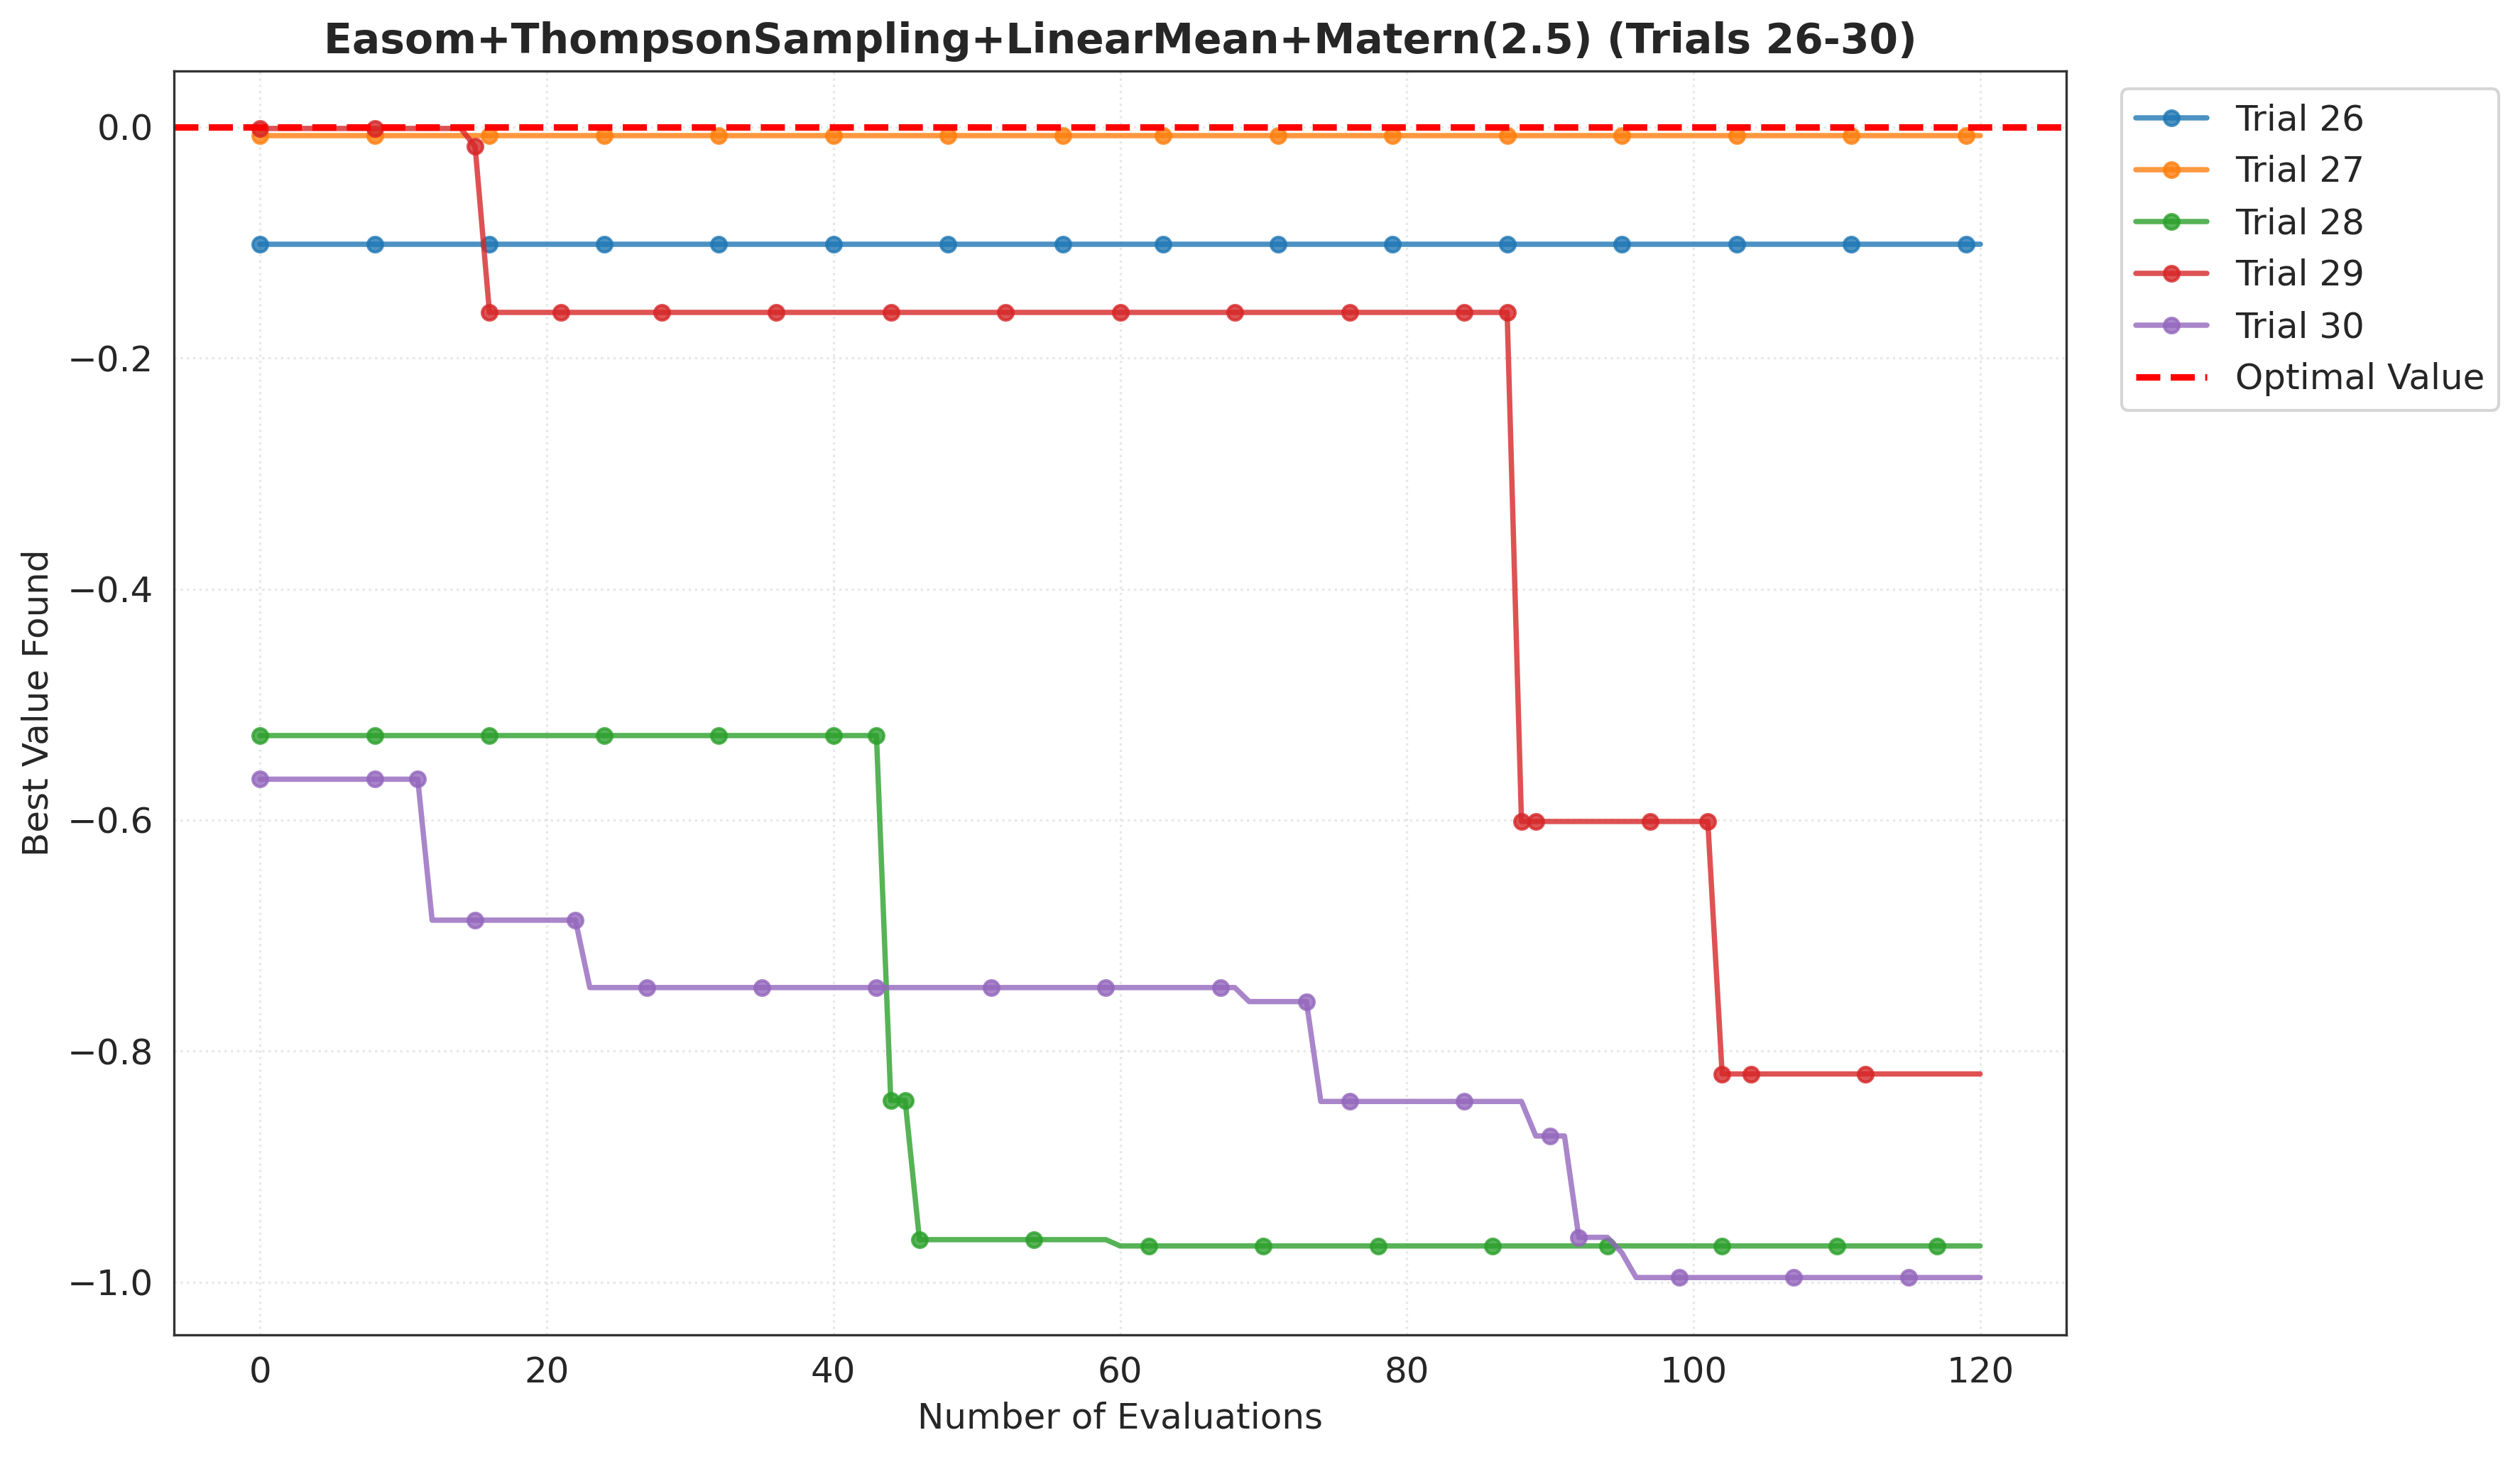 Easom+ThompsonSampling+LinearMean+Matern(2.5) (Trials 26-30)
Trial 26
Trial 27
Trial 28
Trial 29
Trial 30
Optimal Value
Best Value Found
0.0
−0.2
−0.4
−0.6
−0.8
−1.0
0 20 40 60 80 100 120
Number of Evaluations